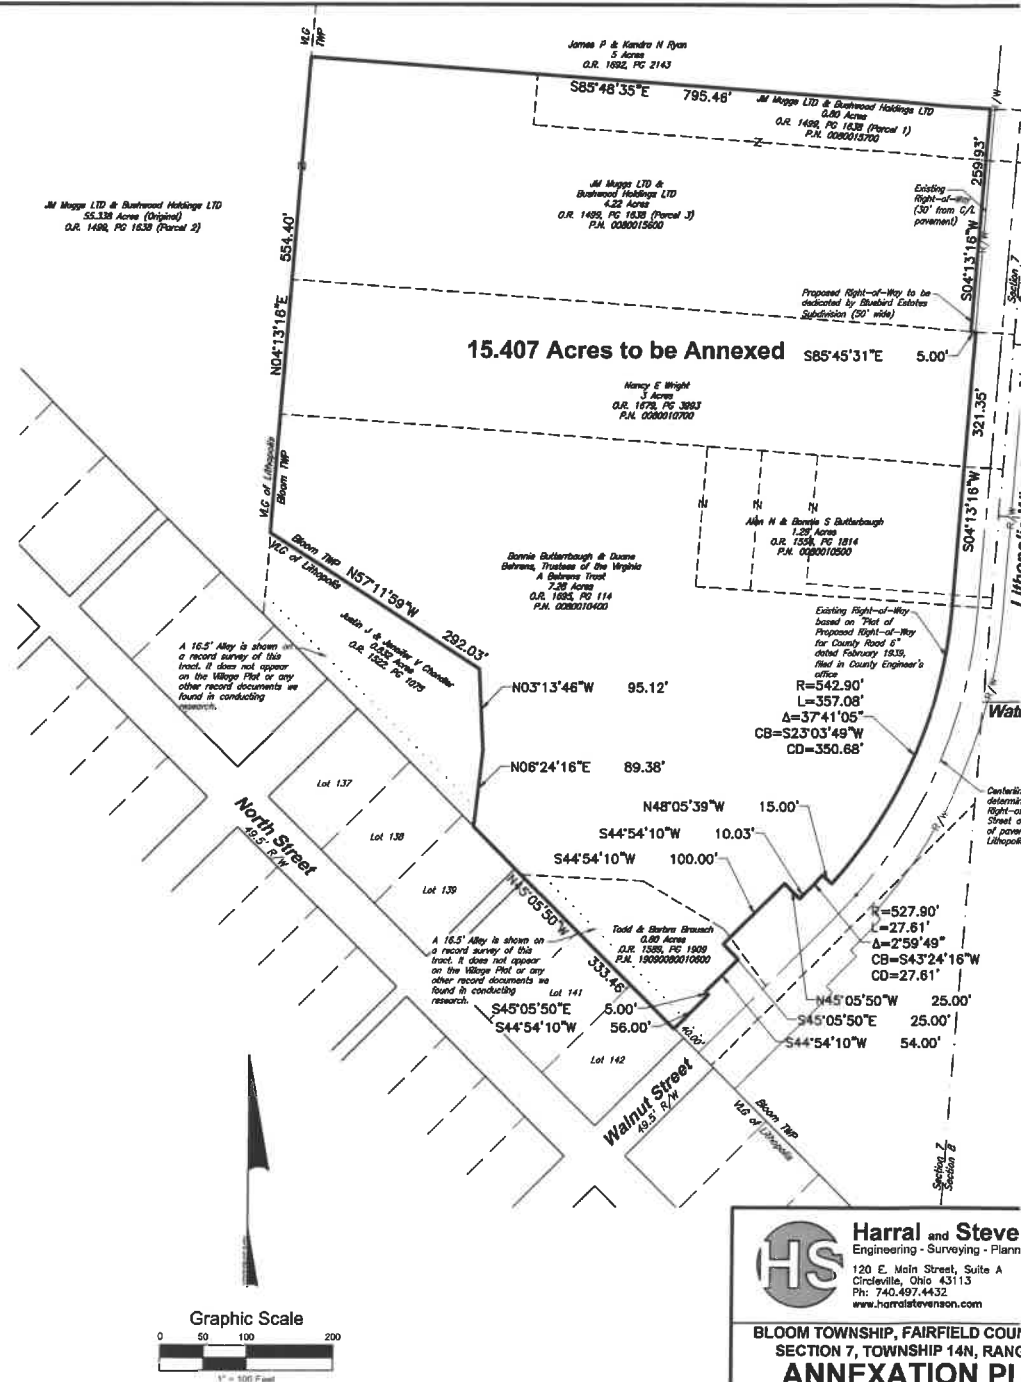 VLG
TWP
James P & Kendra N Ryan
5 Acres
O.R. 1692, PG 2143
S85°48'35"E 795.46'
JM Muggs LTD & Bushwood Holdings LTD
0.80 Acres
O.R. 1499, PG 1638 (Parcel 1)
P.N. 0080015700
R/W
259.93'
S04°13'16"W
R/W
JM Muggs LTD & Bushwood Holdings LTD
55.338 Acres (Original)
O.R. 1499, PG 1638 (Parcel 2)
JM Muggs LTD &
Bushwood Holdings LTD
4.22 Acres
O.R. 1499, PG 1638 (Parcel 3)
P.N. 0080015600
Existing
Right-of-way
(30' from C/L
pavement)
N04°13'16"E 554.40'
Section 7
Proposed Right-of-Way to be
dedicated by Bluebird Estates
Subdivision (50' wide)
15.407 Acres to be Annexed
S85°45'31"E 5.00'
Nancy E Wright
3 Acres
O.R. 1679, PG 3993
P.N. 0080010700
321.35'
S04°13'16"W
R/W
VLG of Lithopolis
Bloom TWP
Alan N & Bonnie S Butterbaugh
1.25 Acres
O.R. 1554, PG 1814
P.N. 0080010500
Bloom TWP
VLG of Lithopolis
N57°11'59"W
292.03'
Bonnie Butterbaugh & Duane
Behrens, Trustees of the Virginia
A Behrens Trust
7.26 Acres
O.R. 1695, PG 114
P.N. 0080010400
Justin J & Jennifer V Chandler
0.832 Acres
O.R. 1522, PG 1075
Existing Right-of-Way
based on "Plat of
Proposed Right-of-Way
for County Road 6"
dated February 1939,
filed in County Engineer's
office
A 16.5' Alley is shown on
a record survey of this
tract. It does not appear
on the Village Plat or any
other record documents we
found in conducting
research.
R=542.90'
L=357.08'
Δ=37°41'05"
CB=S23°03'49"W
CD=350.68'
R/W
N03°13'46"W 95.12'
N06°24'16"E 89.38'
N48°05'39"W 15.00'
S44°54'10"W 10.03'
S44°54'10"W 100.00'
R/W
Lot 137
Lot 138
Lot 139
North Street
49.5' R/W
N45°05'50"W
333.46'
A 16.5' Alley is shown on
a record survey of this
tract. It does not appear
on the Village Plat or any
other record documents we
found in conducting
research.
Todd & Barbra Brausch
0.80 Acres
O.R. 1589, PG 1909
P.N. 19090080010800
R=527.90'
L=27.61'
Δ=2°59'49"
CB=S43°24'16"W
CD=27.61'
Lot 141
S45°05'50"E 5.00'
S44°54'10"W 56.00'
N45°05'50"W 25.00'
S45°05'50"E 25.00'
S44°54'10"W 54.00'
40.00'
Lot 142
Walnut Street
49.5' R/W
Bloom TWP
VLG of Lithopolis
Section 7
Section 8
HS
Harral and Steve
Engineering - Surveying - Plann
120 E. Main Street, Suite A
Circleville, Ohio 43113
Ph: 740.497.4432
www.harralstevenson.com
Graphic Scale
0 50 100 200
1" = 100 Feet
BLOOM TOWNSHIP, FAIRFIELD COU
SECTION 7, TOWNSHIP 14N, RANG
ANNEXATION PL